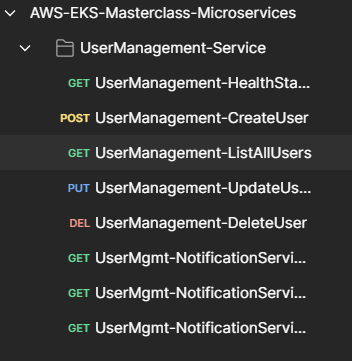 AWS-EKS-Masterclass-Microservices
UserManagement-Service
GET UserManagement-HealthSta...
POST UserManagement-CreateUser
GET UserManagement-ListAllUsers
PUT UserManagement-UpdateUs...
DEL UserManagement-DeleteUser
GET UserMgmt-NotificationServi...
GET UserMgmt-NotificationServi...
GET UserMgmt-NotificationServi...